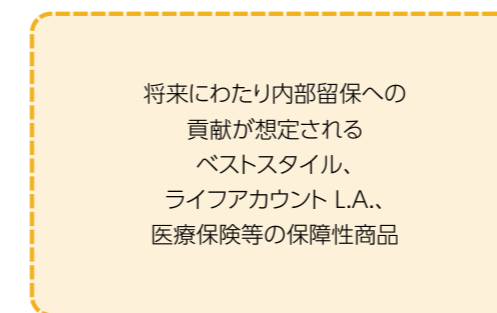 将来にわたり内部留保への
貢献が想定される
ベストスタイル、
ライフアカウント L.A.、
医療保険等の保障性商品